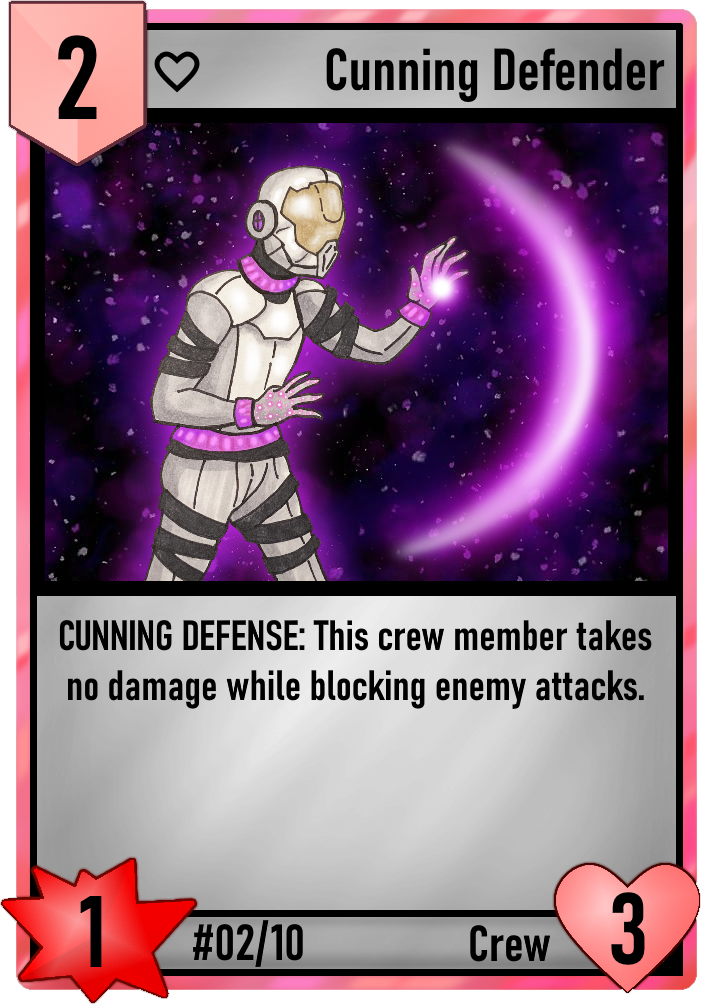 2
Cunning Defender
CUNNING DEFENSE: This crew member takes
no damage while blocking enemy attacks.
1
#02/10
Crew
3